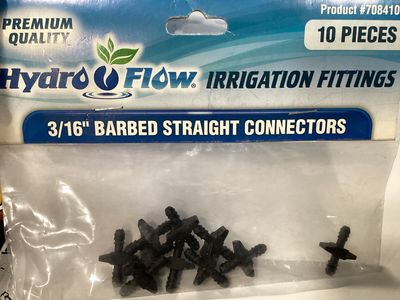 PREMIUM
QUALITY
Product #708410
10 PIECES
Hydro Flow® IRRIGATION FITTINGS
3/16" BARBED STRAIGHT CONNECTORS